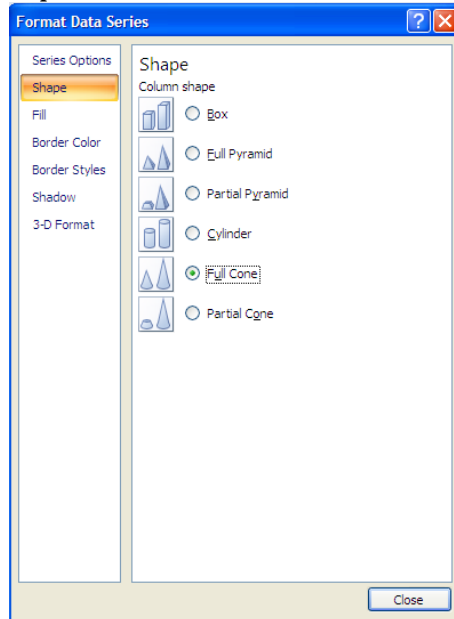 Format Data Series
Series Options
Shape
Fill
Border Color
Border Styles
Shadow
3-D Format
Shape
Column shape
Box
Full Pyramid
Partial Pyramid
Cylinder
Full Cone
Partial Cone
Close